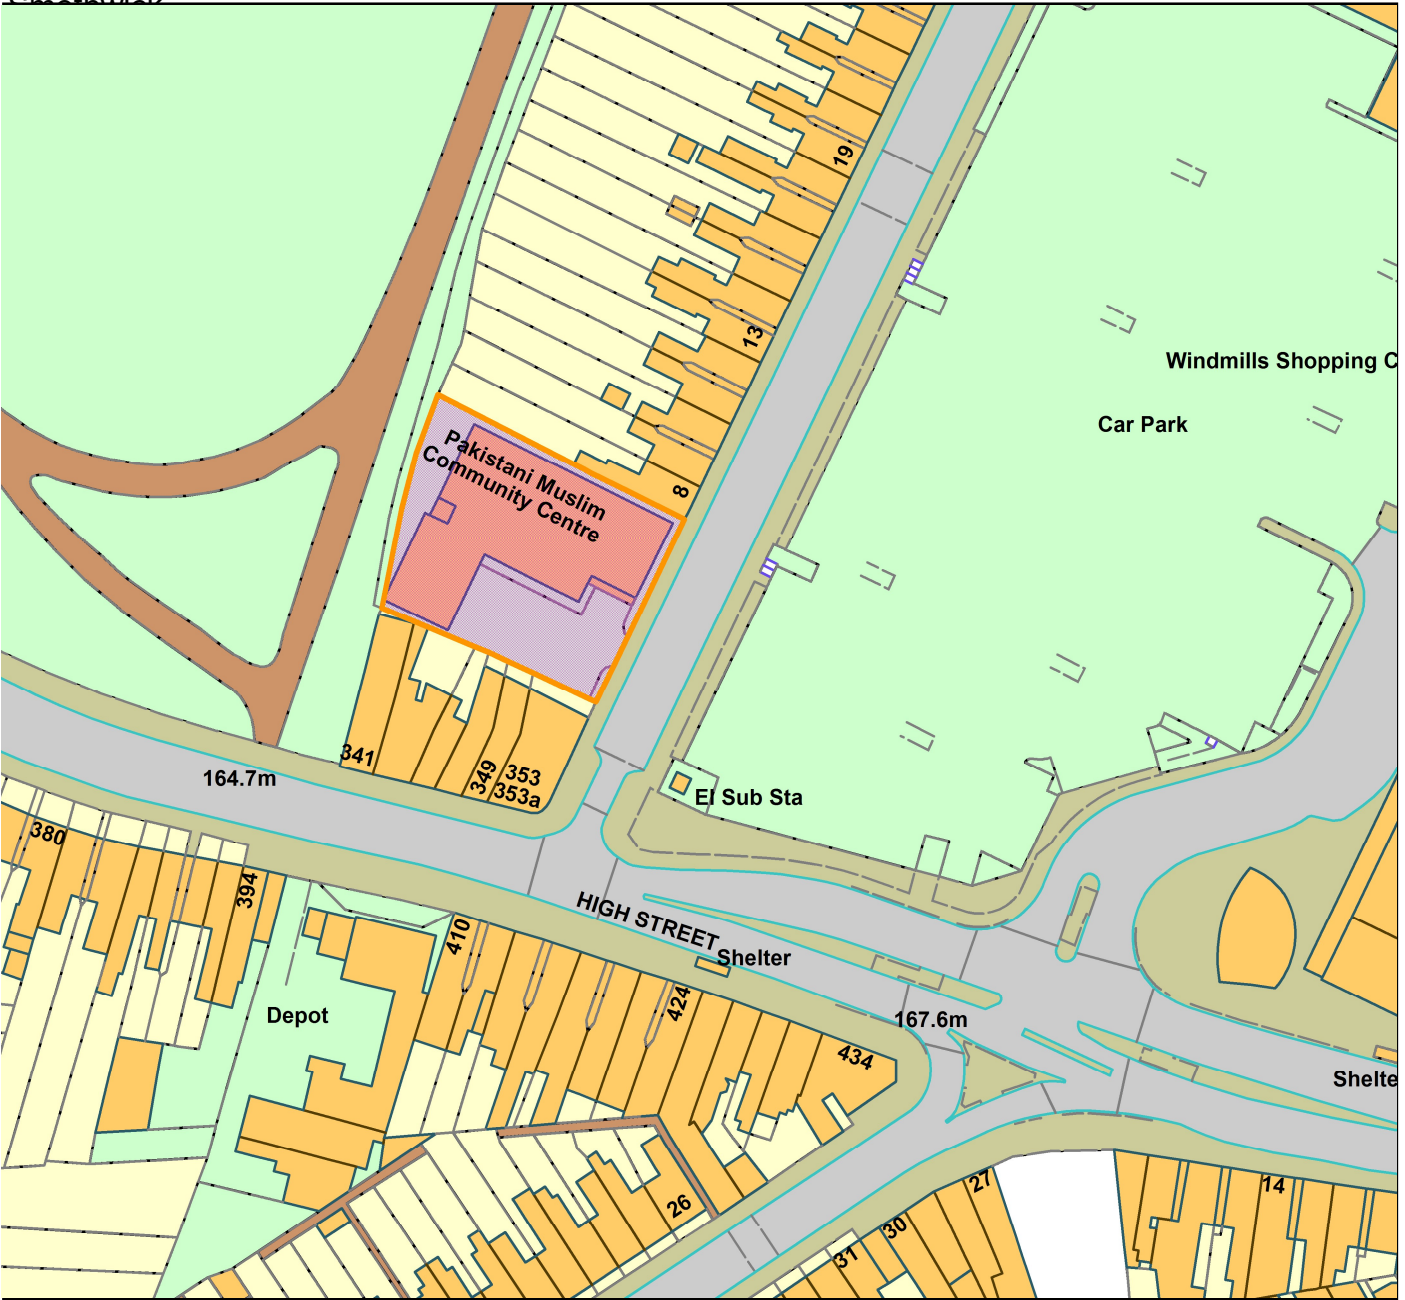 Smethwick
19
13
Windmills Shopping C
Car Park
8
Pakistani Muslim
Community Centre
341
349
353
353a
164.7m
El Sub Sta
380
394
HIGH STREET
410
Shelter
424
Depot
167.6m
434
Shelte
26
27
14
30
31